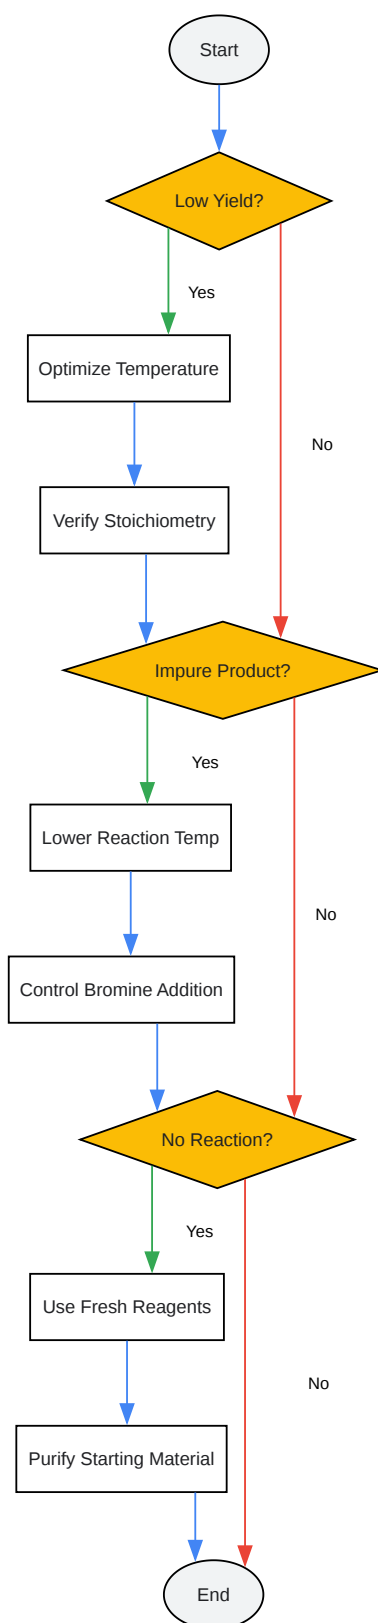 Start
Low Yield?
Yes
Optimize Temperature
No
Verify Stoichiometry
Impure Product?
Yes
Lower Reaction Temp
No
Control Bromine Addition
No Reaction?
Yes
Use Fresh Reagents
No
Purify Starting Material
End